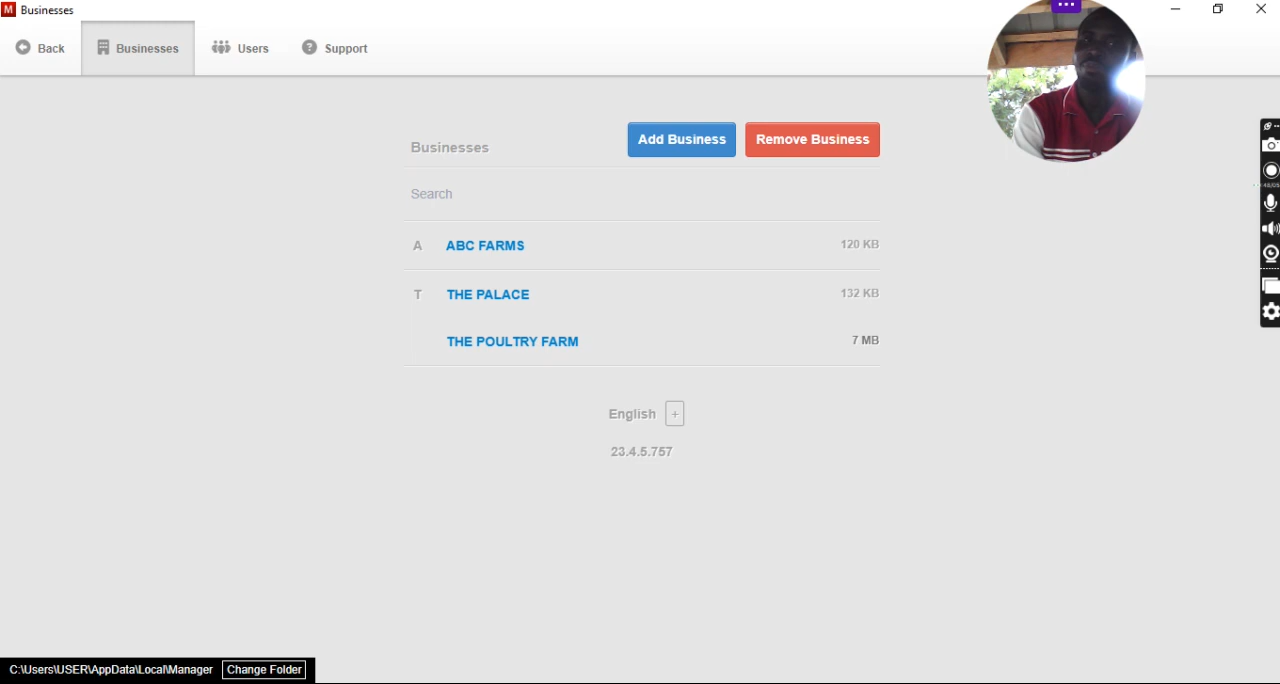 M Businesses
Back Businesses Users Support
Businesses Add Business Remove Business
Search
A ABC FARMS 120 KB
T THE PALACE 132 KB
THE POULTRY FARM 7 MB
English +
23.4.5.757
C:\Users\USER\AppData\Local\Manager Change Folder